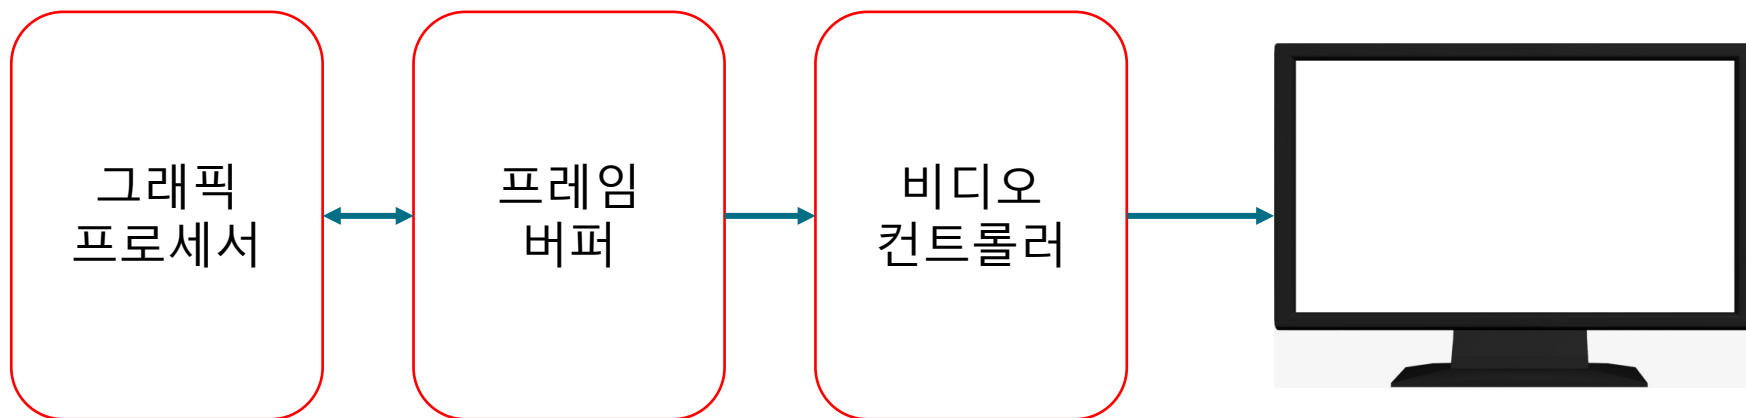 그래픽
프로세서
프레임
버퍼
비디오
컨트롤러